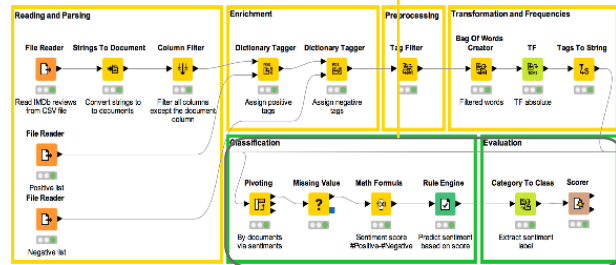 Reading and Parsing
Enrichment
Preprocessing
Transformation and Frequencies
File Reader
Strings To Document
Column Filter
Dictionary Tagger
Dictionary Tagger
Tag Filter
Bag Of Words
Creator
TF
Tags To String
Read IMDb reviews
from CSV file
Convert strings to
to documents
Filter all columns
except the document
column
Assign positive
tags
Assign negative
tags
Filtered words
TF absolute
File Reader
Positive list
File Reader
Negative list
Classification
Evaluation
Pivoting
Missing Value
Math Formula
Rule Engine
Category To Class
Scorer
By documents
via sentiments
Sentiment score
#Positive-#Negative
Predict sentiment
based on score
Extract sentiment
label